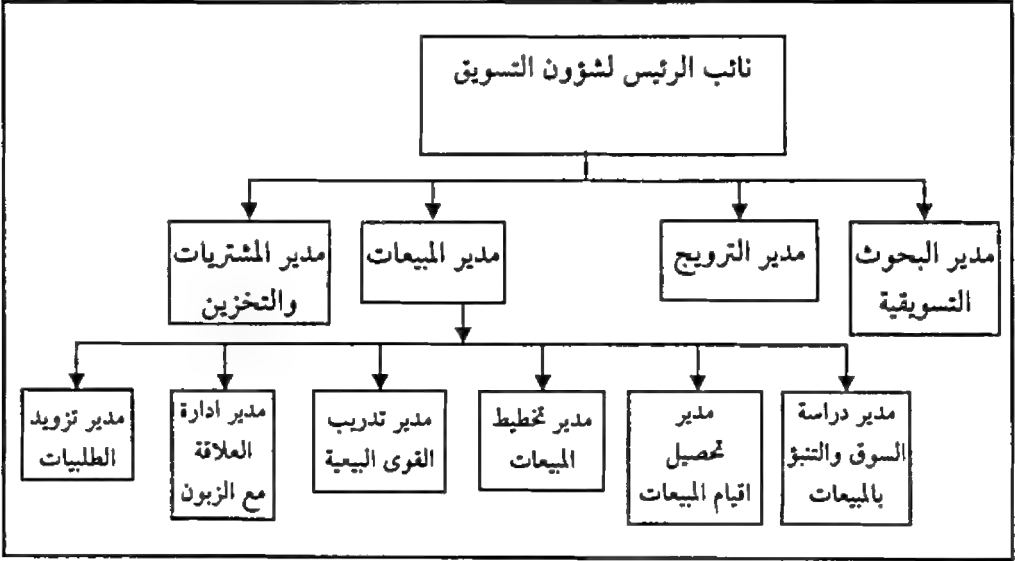 نائب الرئيس لشؤون التسويق
مدير البحوث
التسويقية
مدير الترويج
مدير المبيعات
مدير المشتريات
والتخزين
مدير دراسة
السوق والتنبؤ
بالمبيعات
مدير
تحصيل
اقيام المبيعات
مدير تخطيط
المبيعات
مدير تدريب
القوى البيعية
مدير ادارة
العلاقة
مع الزبون
مدير تزويد
الطلبيات